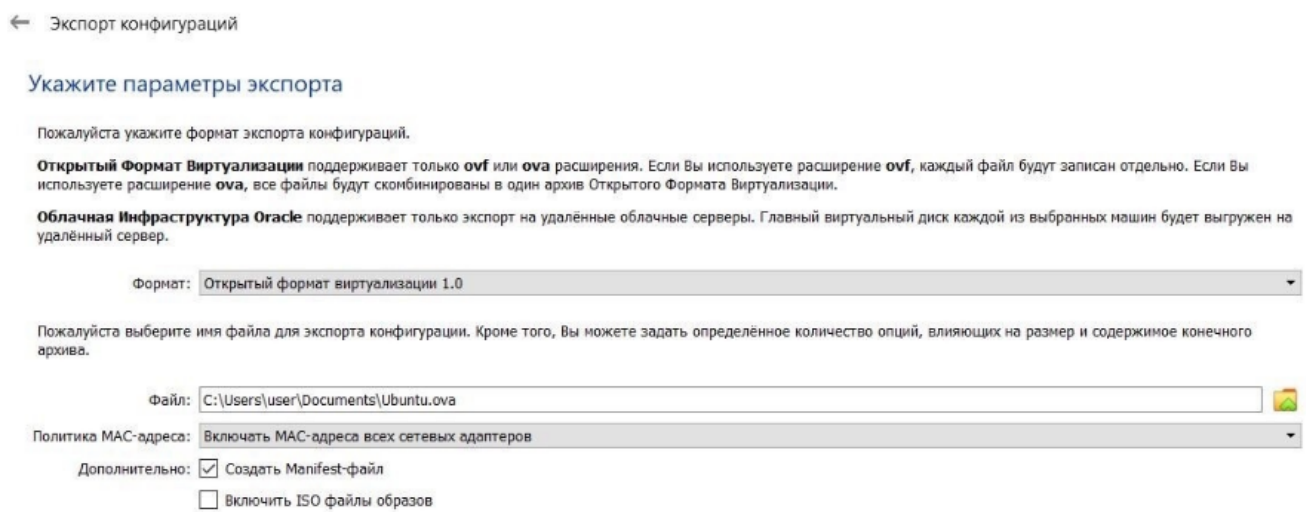 Экспорт конфигураций
Укажите параметры экспорта
Пожалуйста укажите формат экспорта конфигураций.
Открытый Формат Виртуализации поддерживает только ovf или ova расширения. Если Вы используете расширение ovf, каждый файл будут записан отдельно. Если Вы
используете расширение ova, все файлы будут скомбинированы в один архив Открытого Формата Виртуализации.
Облачная Инфраструктура Oracle поддерживает только экспорт на удалённые облачные серверы. Главный виртуальный диск каждой из выбранных машин будет выгружен на
удалённый сервер.
Формат: Открытый формат виртуализации 1.0
Пожалуйста выберите имя файла для экспорта конфигурации. Кроме того, Вы можете задать определённое количество опций, влияющих на размер и содержимое конечного
архива.
Файл: C:\Users\user\Documents\Ubuntu.ova
Политика MAC-адреса: Включать MAC-адреса всех сетевых адаптеров
Дополнительно: Создать Manifest-файл
Включить ISO файлы образов